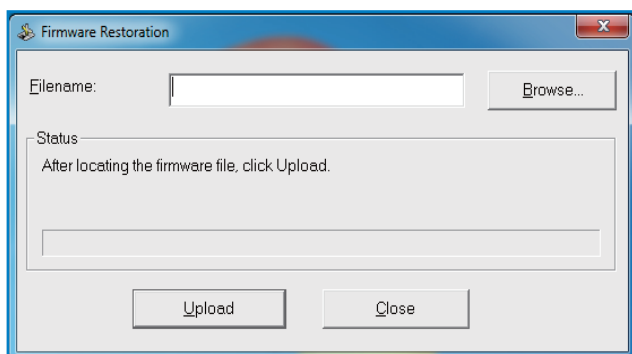 Firmware Restoration
Filename:
Browse...
Status
After locating the firmware file, click Upload.
Upload
Close